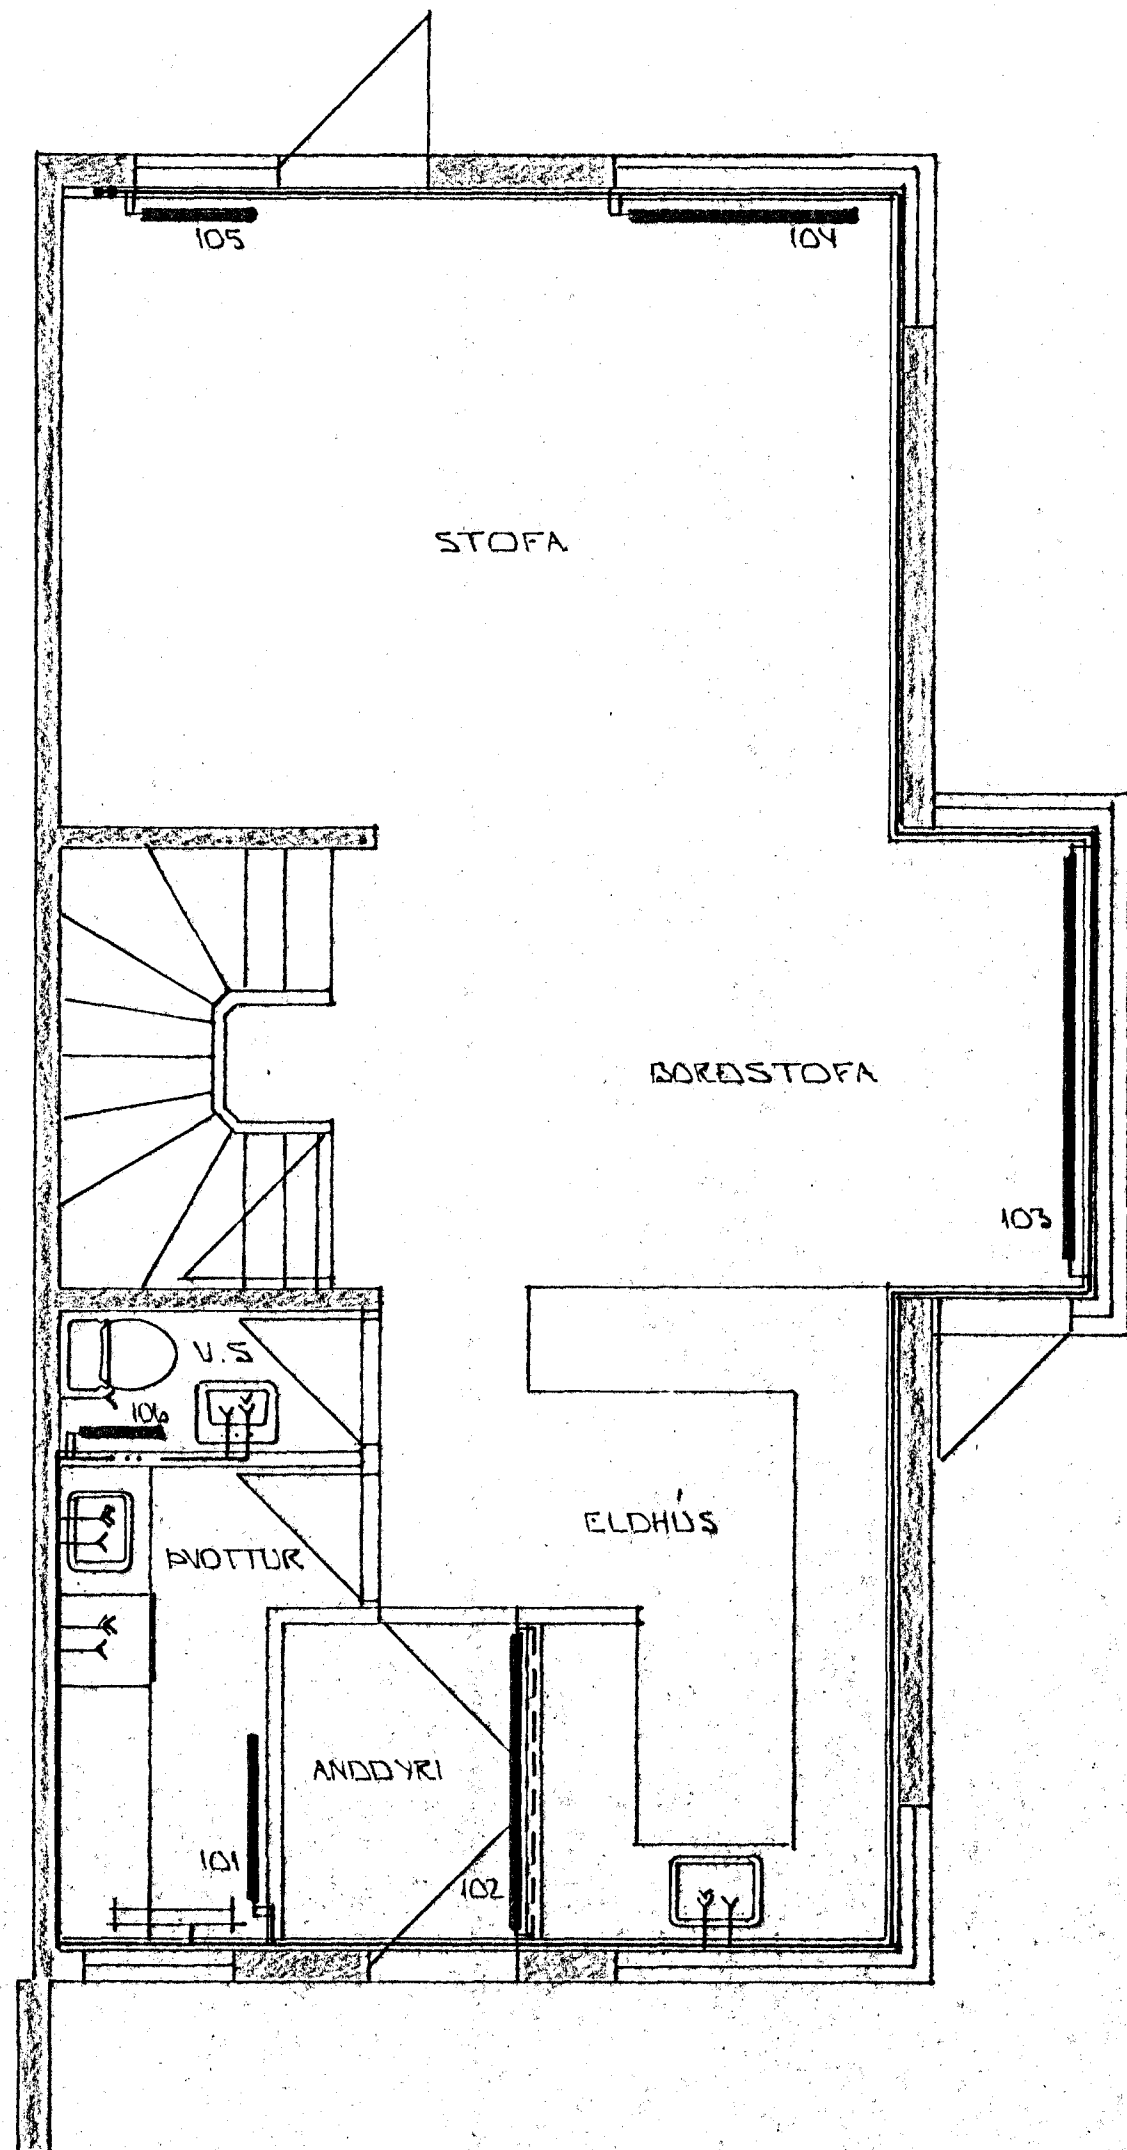 105
104
STOFA
BORÐSTOFA
103
V.S
106
ELDHÚS
ÞVOTTUR
ANDDYRI
101
102